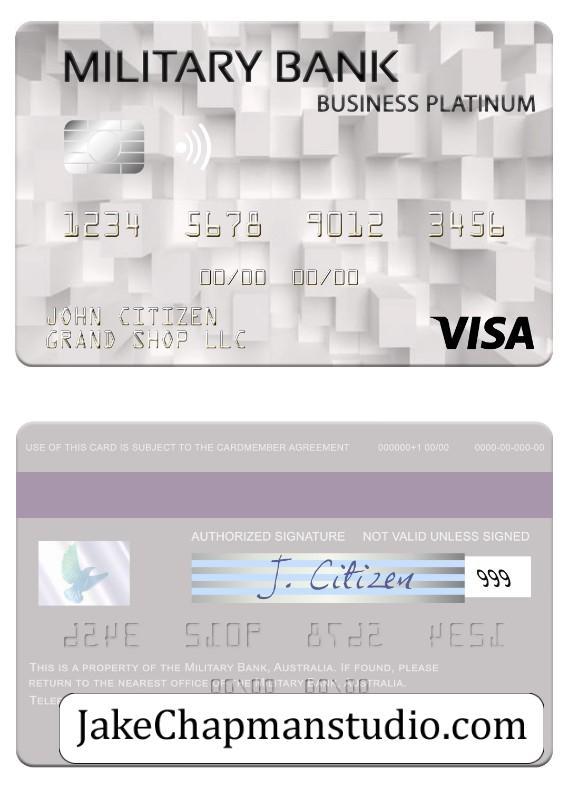 MILITARY BANK
BUSINESS PLATINUM
1234 5678 9012 3456
00/00 00/00
JOHN CITIZEN
GRAND SHOP LLC
VISA
USE OF THIS CARD IS SUBJECT TO THE CARDMEMBER AGREEMENT 000000+1 00/00 0000-00-000-00
AUTHORIZED SIGNATURE NOT VALID UNLESS SIGNED
J. Citizen
999
THIS IS A PROPERTY OF THE MILITARY BANK, AUSTRALIA. IF FOUND, PLEASE
RETURN TO THE NEAREST OFFICE OF THE MILITARY BANK, AUSTRALIA.
JakeChapmanstudio.com